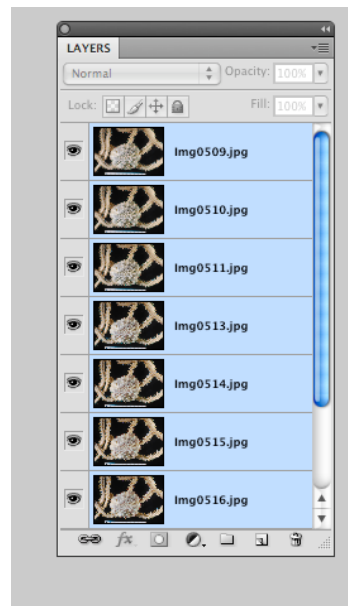 LAYERS
Normal Opacity: 100%
Lock: Fill: 100%
Img0509.jpg
Img0510.jpg
Img0511.jpg
Img0513.jpg
Img0514.jpg
Img0515.jpg
Img0516.jpg
fx